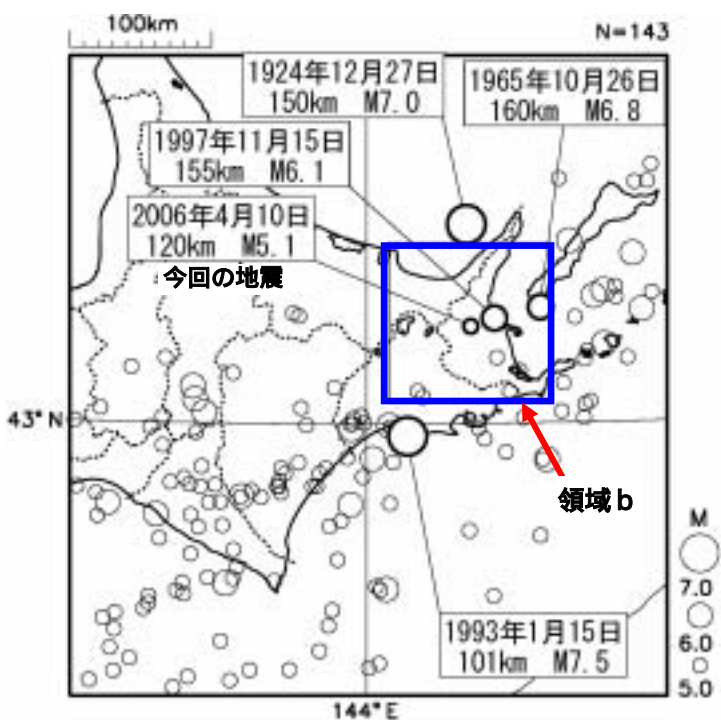 100km
N=143
1924年12月27日
150km M7.0
1965年10月26日
160km M6.8
1997年11月15日
155km M6.1
2006年4月10日
120km M5.1
今回の地震
43°N
領域b
M
7.0
6.0
5.0
1993年1月15日
101km M7.5
144°E